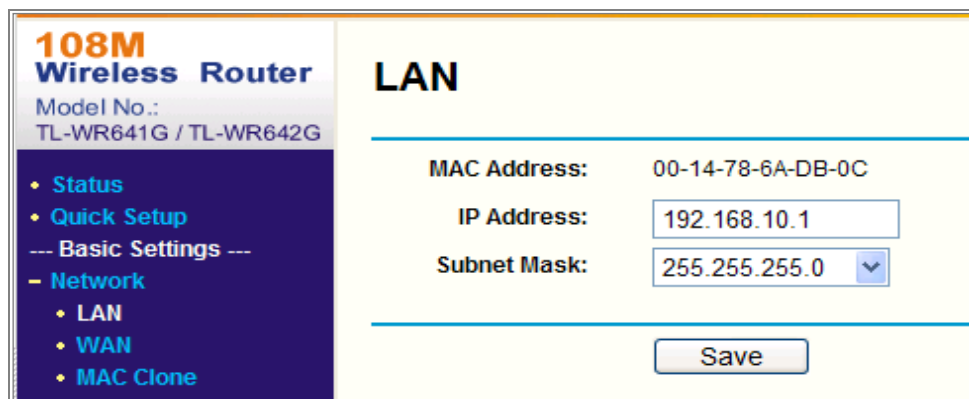 108M
Wireless Router
Model No.:
TL-WR641G / TL-WR642G
• Status
• Quick Setup
--- Basic Settings ---
– Network
• LAN
• WAN
• MAC Clone
LAN
MAC Address: 00-14-78-6A-DB-0C
IP Address: 192.168.10.1
Subnet Mask: 255.255.255.0
Save